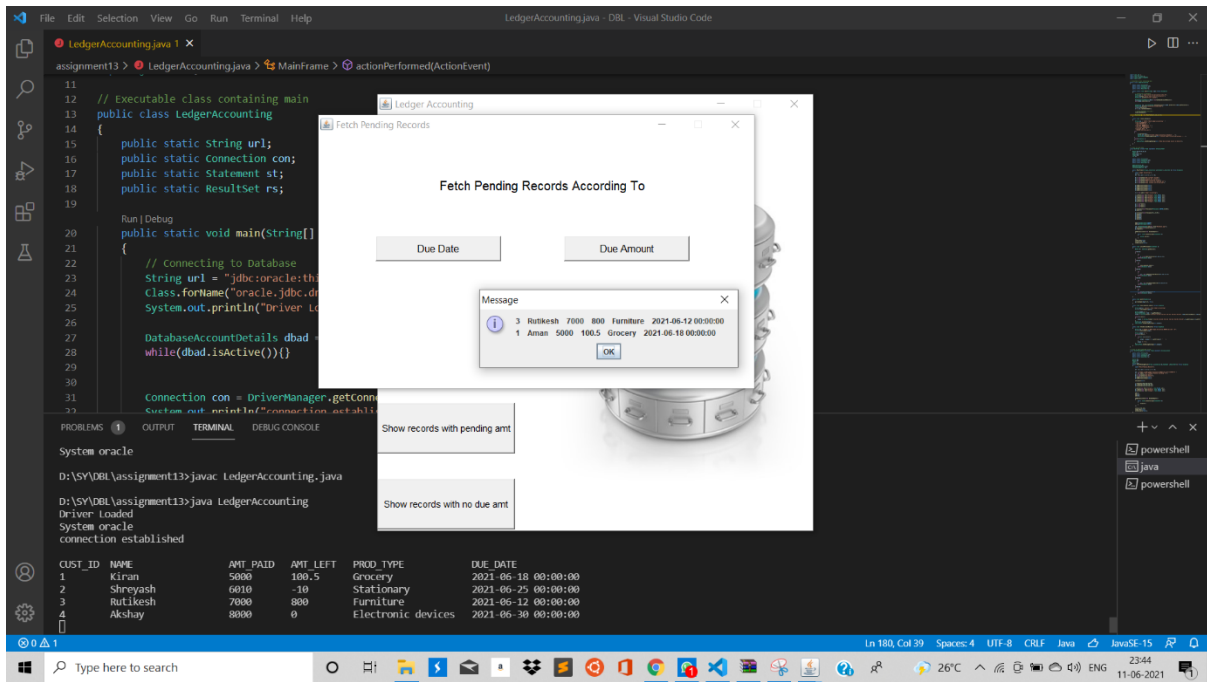 File Edit Selection View Go Run Terminal Help
LedgerAccounting.java - DBL - Visual Studio Code
LedgerAccounting.java 1
assignment13 > LedgerAccounting.java > MainFrame > actionPerformed(ActionEvent)
11
12 // Executable class containing main
13 public class LedgerAccounting
14 {
15 public static String url;
16 public static Connection con;
17 public static Statement st;
18 public static ResultSet rs;
19
Run | Debug
20 public static void main(String[]
21 {
22 // Connecting to Database
23 String url = "jdbc:oracle:thi
24 Class.forName("oracle.jdbc.dr
25 System.out.println("Driver Lo
26
27 DatabaseAccountDetails dbad =
28 while(dbad.isActive()){}
29
30
31 Connection con = DriverManager.getConne
32 System.out.println("connection establi
Ledger Accounting
Fetch Pending Records
Fetch Pending Records According To
Due Date
Due Amount
Message
3 Rutikesh 7000 800 Furniture 2021-06-12 00:00:00
1 Aman 5000 100.5 Grocery 2021-06-18 00:00:00
OK
Show records with pending amt
Show records with no due amt
PROBLEMS 1 OUTPUT TERMINAL DEBUG CONSOLE
powershell
java
powershell
System oracle
D:\SY\DBL\assignment13>javac LedgerAccounting.java
D:\SY\DBL\assignment13>java LedgerAccounting
Driver Loaded
System oracle
connection established
CUST_ID NAME AMT_PAID AMT_LEFT PROD_TYPE DUE_DATE
1 Kiran 5000 100.5 Grocery 2021-06-18 00:00:00
2 Shreyash 6010 -10 Stationary 2021-06-25 00:00:00
3 Rutikesh 7000 800 Furniture 2021-06-12 00:00:00
4 Akshay 8000 0 Electronic devices 2021-06-30 00:00:00
0 1
Ln 180, Col 39 Spaces: 4 UTF-8 CRLF Java JavaSE-15
Type here to search
26°C
ENG
23:44
11-06-2021
1